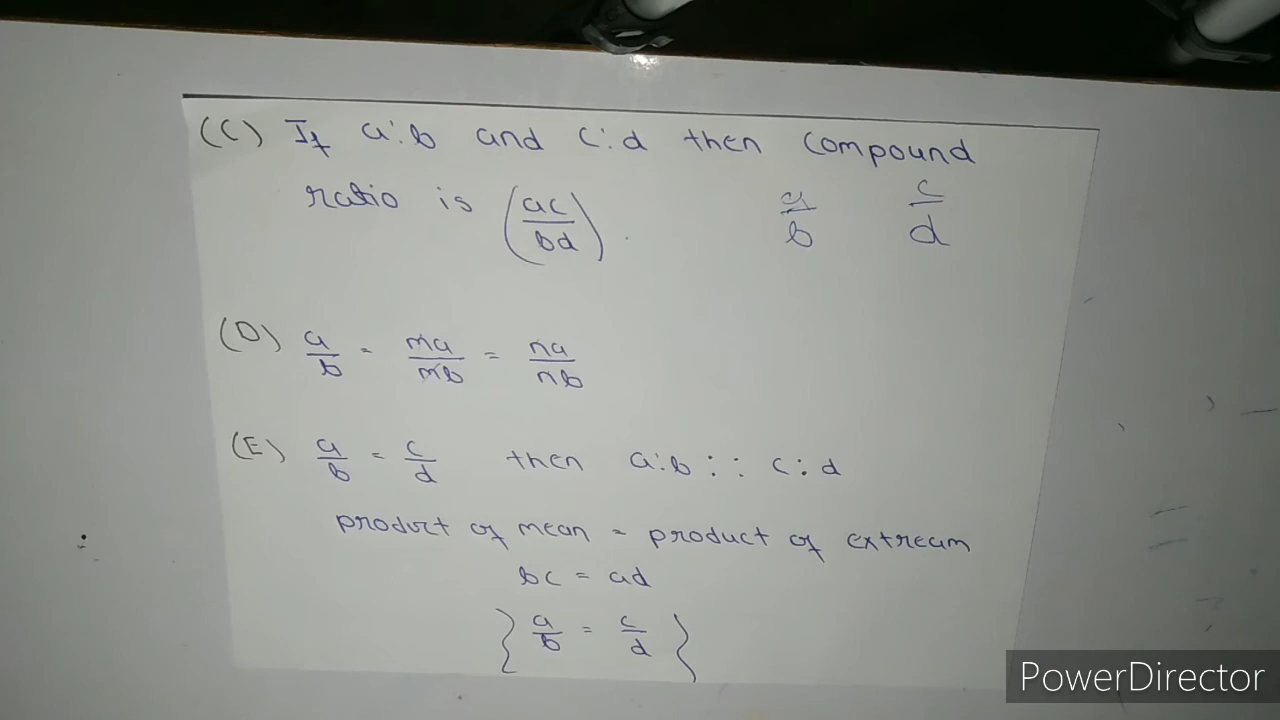 (C) If a:b and c:d then compound
ratio is (ac/bd) a/b c/d
(D) a/b = ma/mb = na/nb
(E) a/b = c/d then a:b :: c:d
product of mean = product of extream
bc = ad
{ a/b = c/d }
PowerDirector